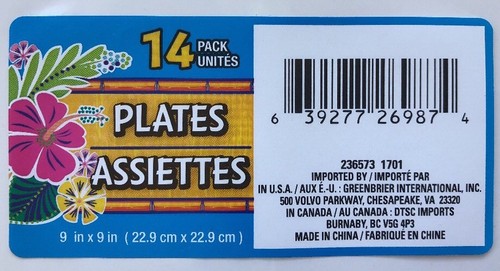 14 PACK
UNITÉS
PLATES
ASSIETTES
9 in x 9 in ( 22.9 cm x 22.9 cm )
6 39277 26987 4
236573 1701
IMPORTED BY / IMPORTÉ PAR
IN U.S.A. / AUX É.-U. : GREENBRIER INTERNATIONAL, INC.
500 VOLVO PARKWAY, CHESAPEAKE, VA 23320
IN CANADA / AU CANADA : DTSC IMPORTS
BURNABY, BC V5G 4P3
MADE IN CHINA / FABRIQUÉ EN CHINE